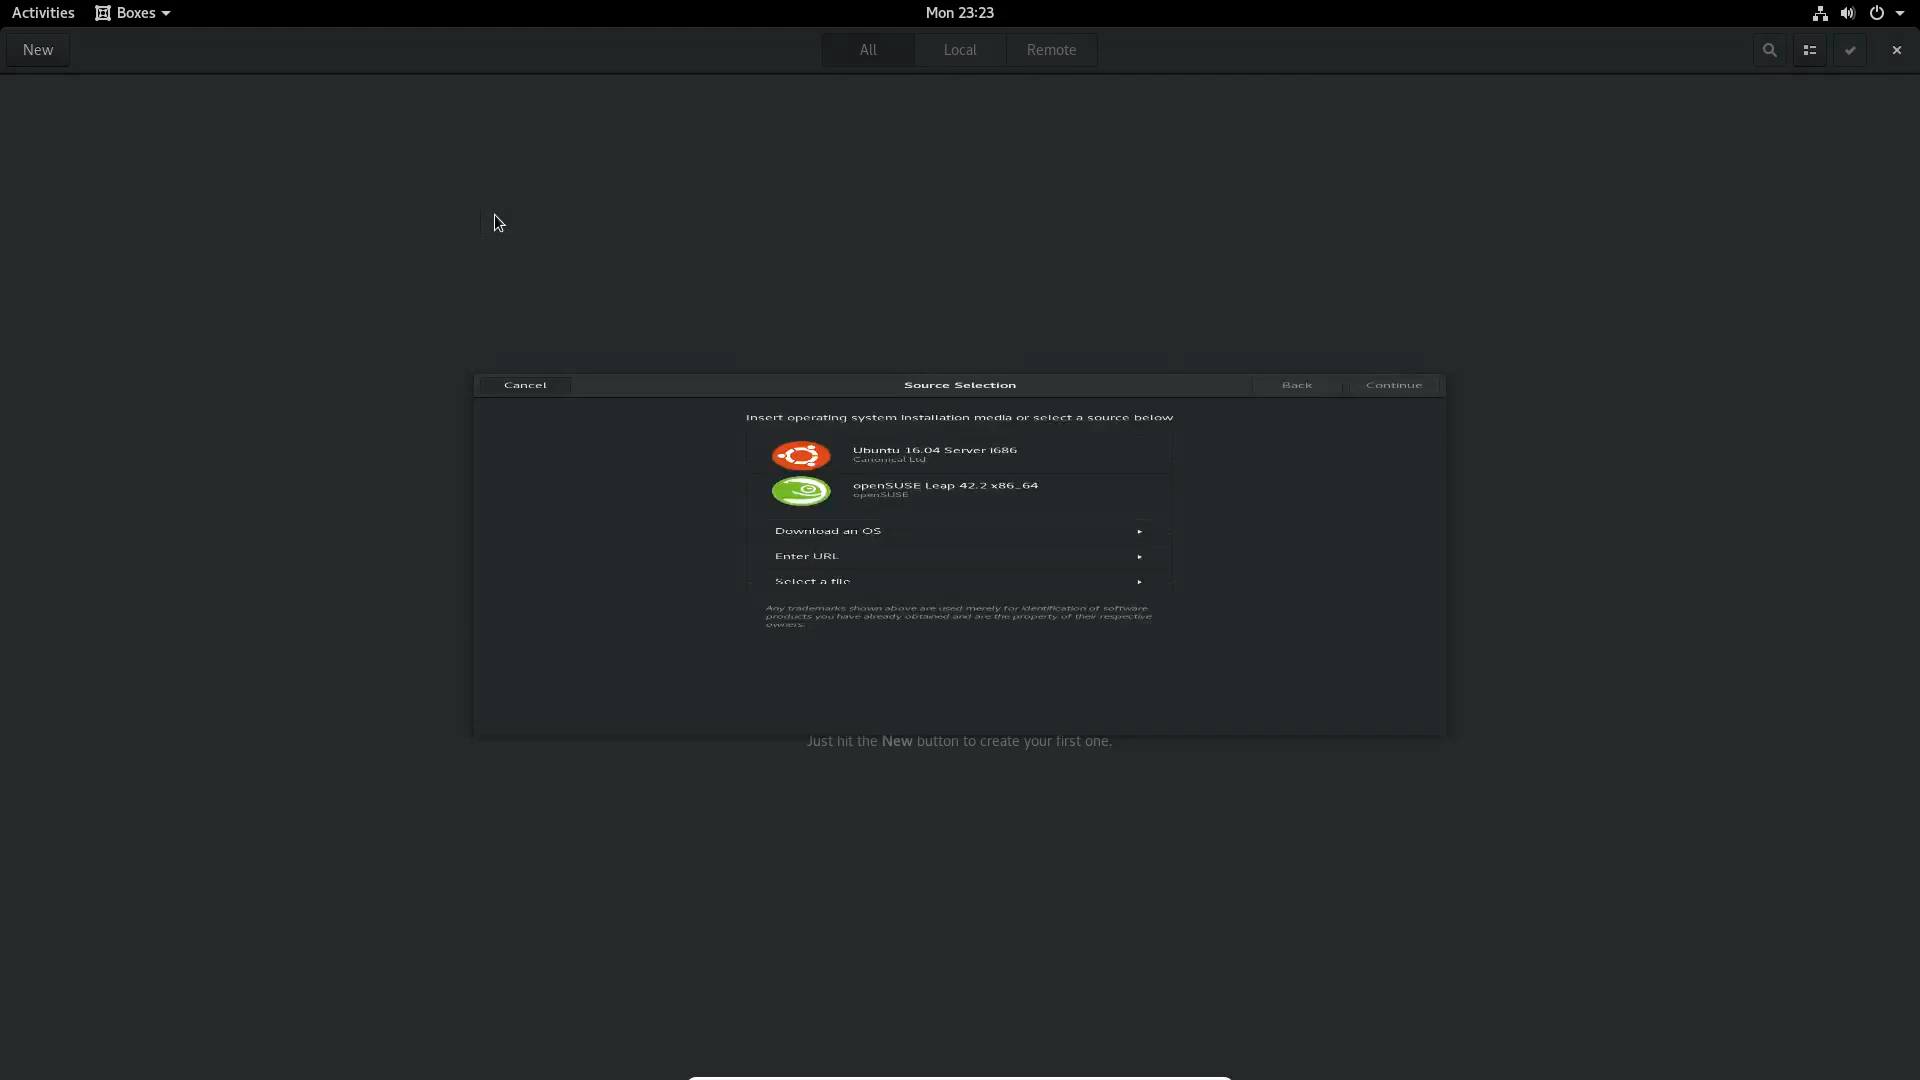 Activities Boxes Mon 23:23
New All Local Remote
Cancel Source Selection Back Continue
Insert operating system installation media or select a source below
Ubuntu 16.04 Server i686
Canonical Ltd
openSUSE Leap 42.2 x86_64
openSUSE
Download an OS
Enter URL
Select a file
Any trademarks shown above are used merely for identification of software
products you have already obtained and are the property of their respective
owners.
Just hit the New button to create your first one.